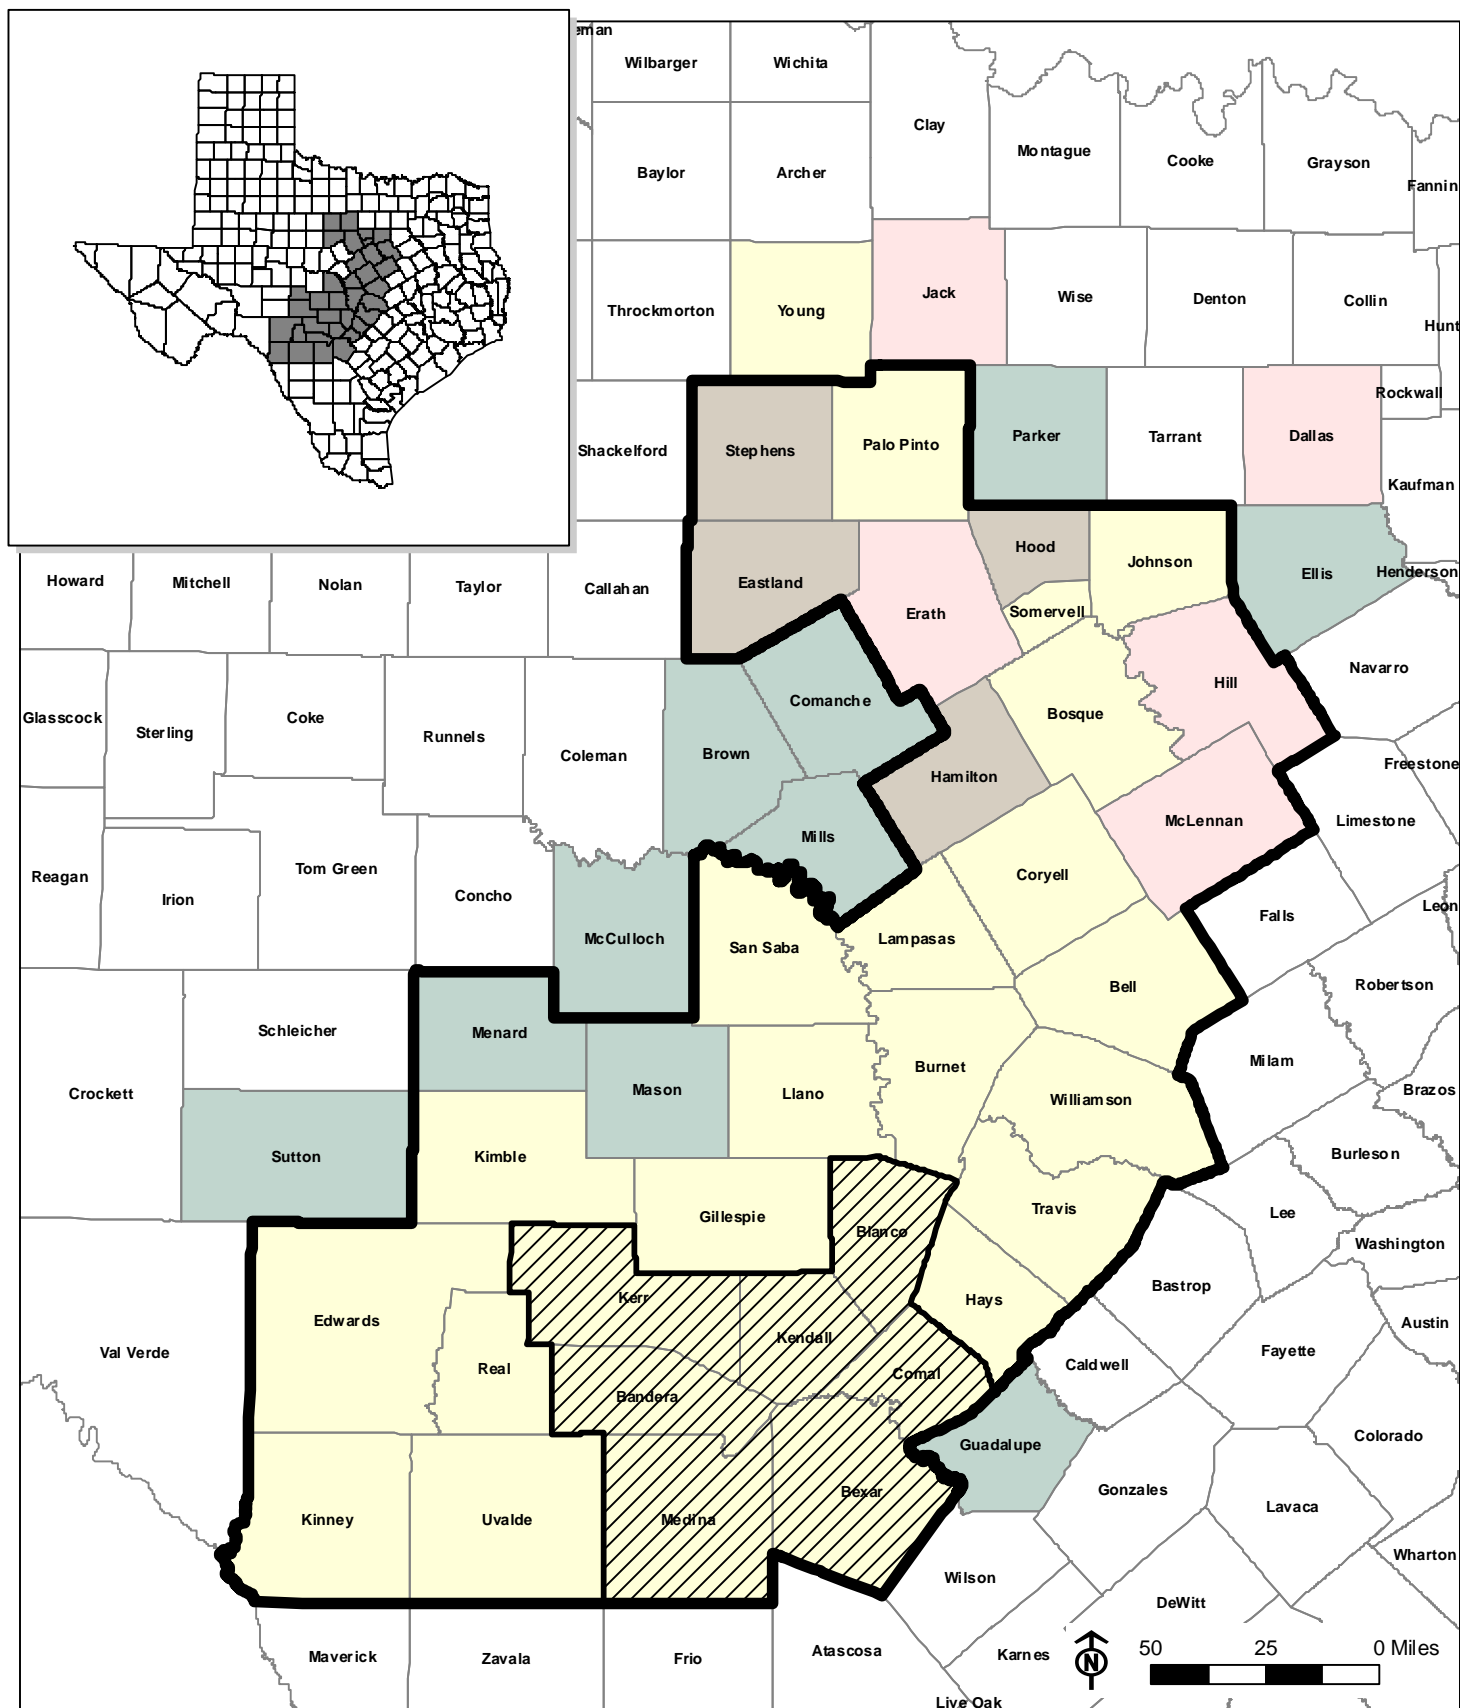 eman
Wilbarger
Wichita
Clay
Montague
Cooke
Grayson
Fannin
Baylor
Archer
Throckmorton
Young
Jack
Wise
Denton
Collin
Hunt
Rockwall
Shackelford
Stephens
Palo Pinto
Parker
Tarrant
Dallas
Kaufman
Howard
Mitchell
Nolan
Taylor
Callahan
Eastland
Erath
Hood
Somervell
Johnson
Ellis
Henderson
Glasscock
Sterling
Coke
Runnels
Coleman
Brown
Comanche
Hamilton
Bosque
Hill
Navarro
Freestone
Reagan
Irion
Tom Green
Concho
McCulloch
Mills
San Saba
Lampasas
Coryell
McLennan
Limestone
Falls
Leon
Crockett
Schleicher
Menard
Mason
Llano
Burnet
Bell
Williamson
Milam
Robertson
Brazos
Sutton
Kimble
Gillespie
Blanco
Travis
Lee
Burleson
Washington
Val Verde
Edwards
Real
Kerr
Kendall
Bandera
Comal
Hays
Caldwell
Bastrop
Fayette
Austin
Kinney
Uvalde
Medina
Bexar
Guadalupe
Gonzales
Lavaca
Colorado
Wharton
Maverick
Zavala
Frio
Atascosa
Wilson
Karnes
DeWitt
Live Oak
N
50 25 0 Miles